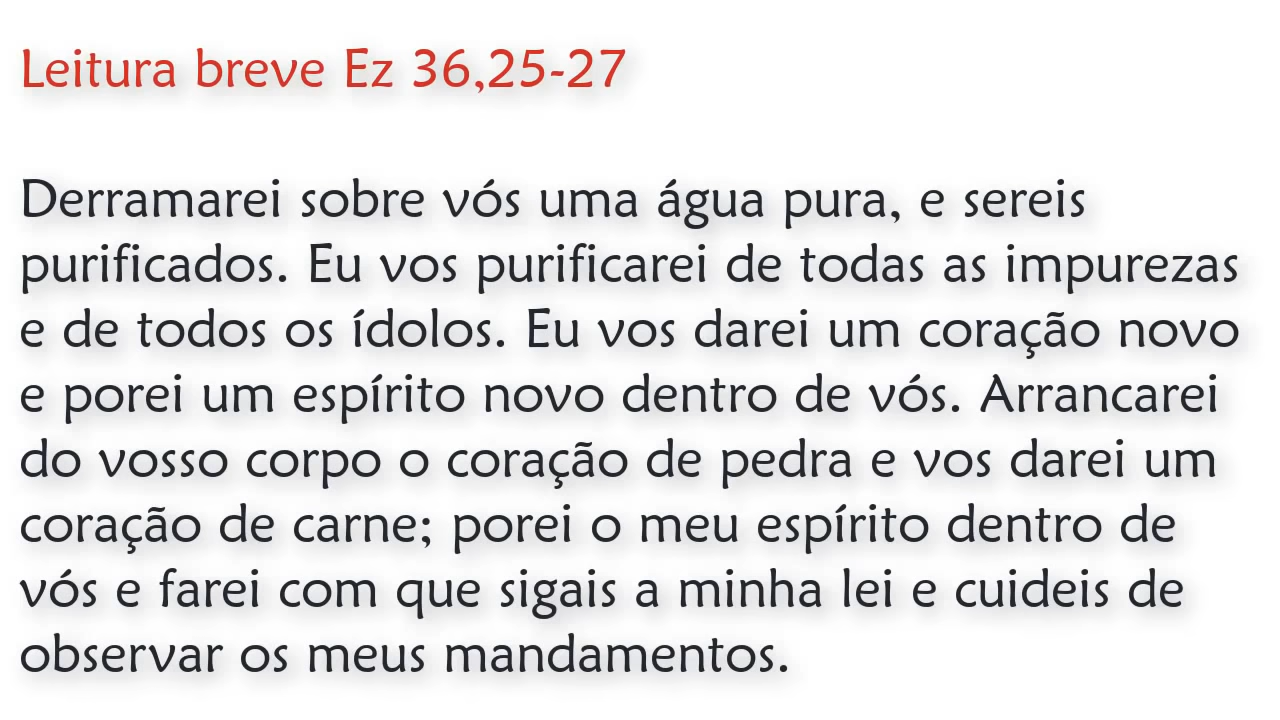 Leitura breve Ez 36,25-27
Derramarei sobre vós uma água pura, e sereis
purificados. Eu vos purificarei de todas as impurezas
e de todos os ídolos. Eu vos darei um coração novo
e porei um espírito novo dentro de vós. Arrancarei
do vosso corpo o coração de pedra e vos darei um
coração de carne; porei o meu espírito dentro de
vós e farei com que sigais a minha lei e cuideis de
observar os meus mandamentos.